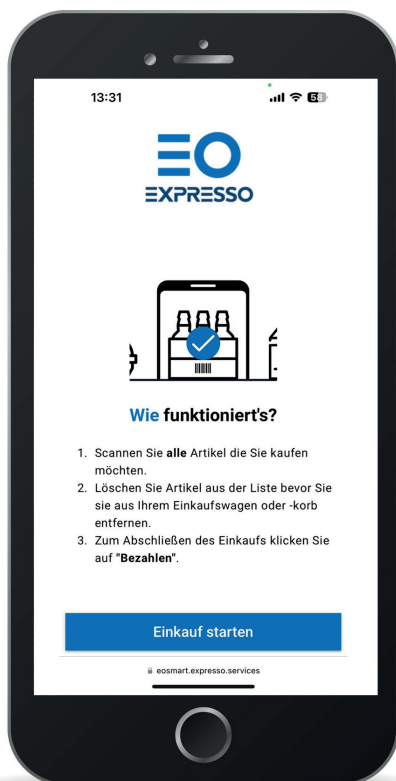 13:31
58
EO
EXPRESSO
Wie funktioniert's?
1. Scannen Sie alle Artikel die Sie kaufen
möchten.
2. Löschen Sie Artikel aus der Liste bevor Sie
sie aus Ihrem Einkaufswagen oder -korb
entfernen.
3. Zum Abschließen des Einkaufs klicken Sie
auf "Bezahlen".
Einkauf starten
eosmart.expresso.services